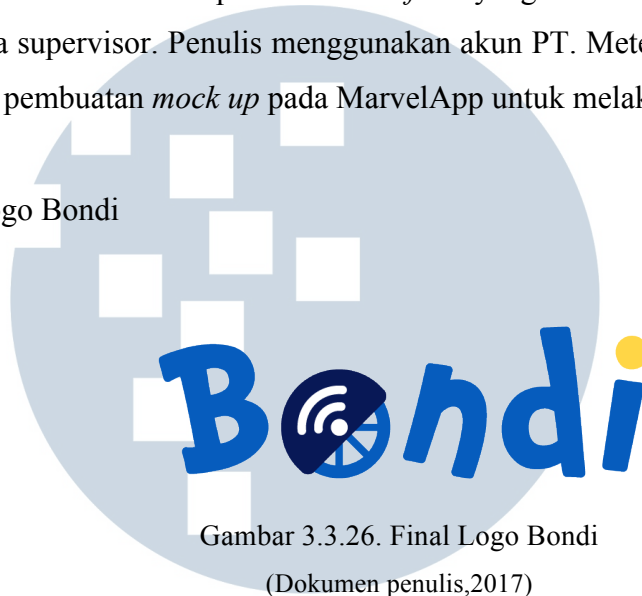 a supervisor. Penulis menggunakan akun PT. Mete
pembuatan mock up pada MarvelApp untuk melak
go Bondi
Bondi
Gambar 3.3.26. Final Logo Bondi
(Dokumen penulis,2017)